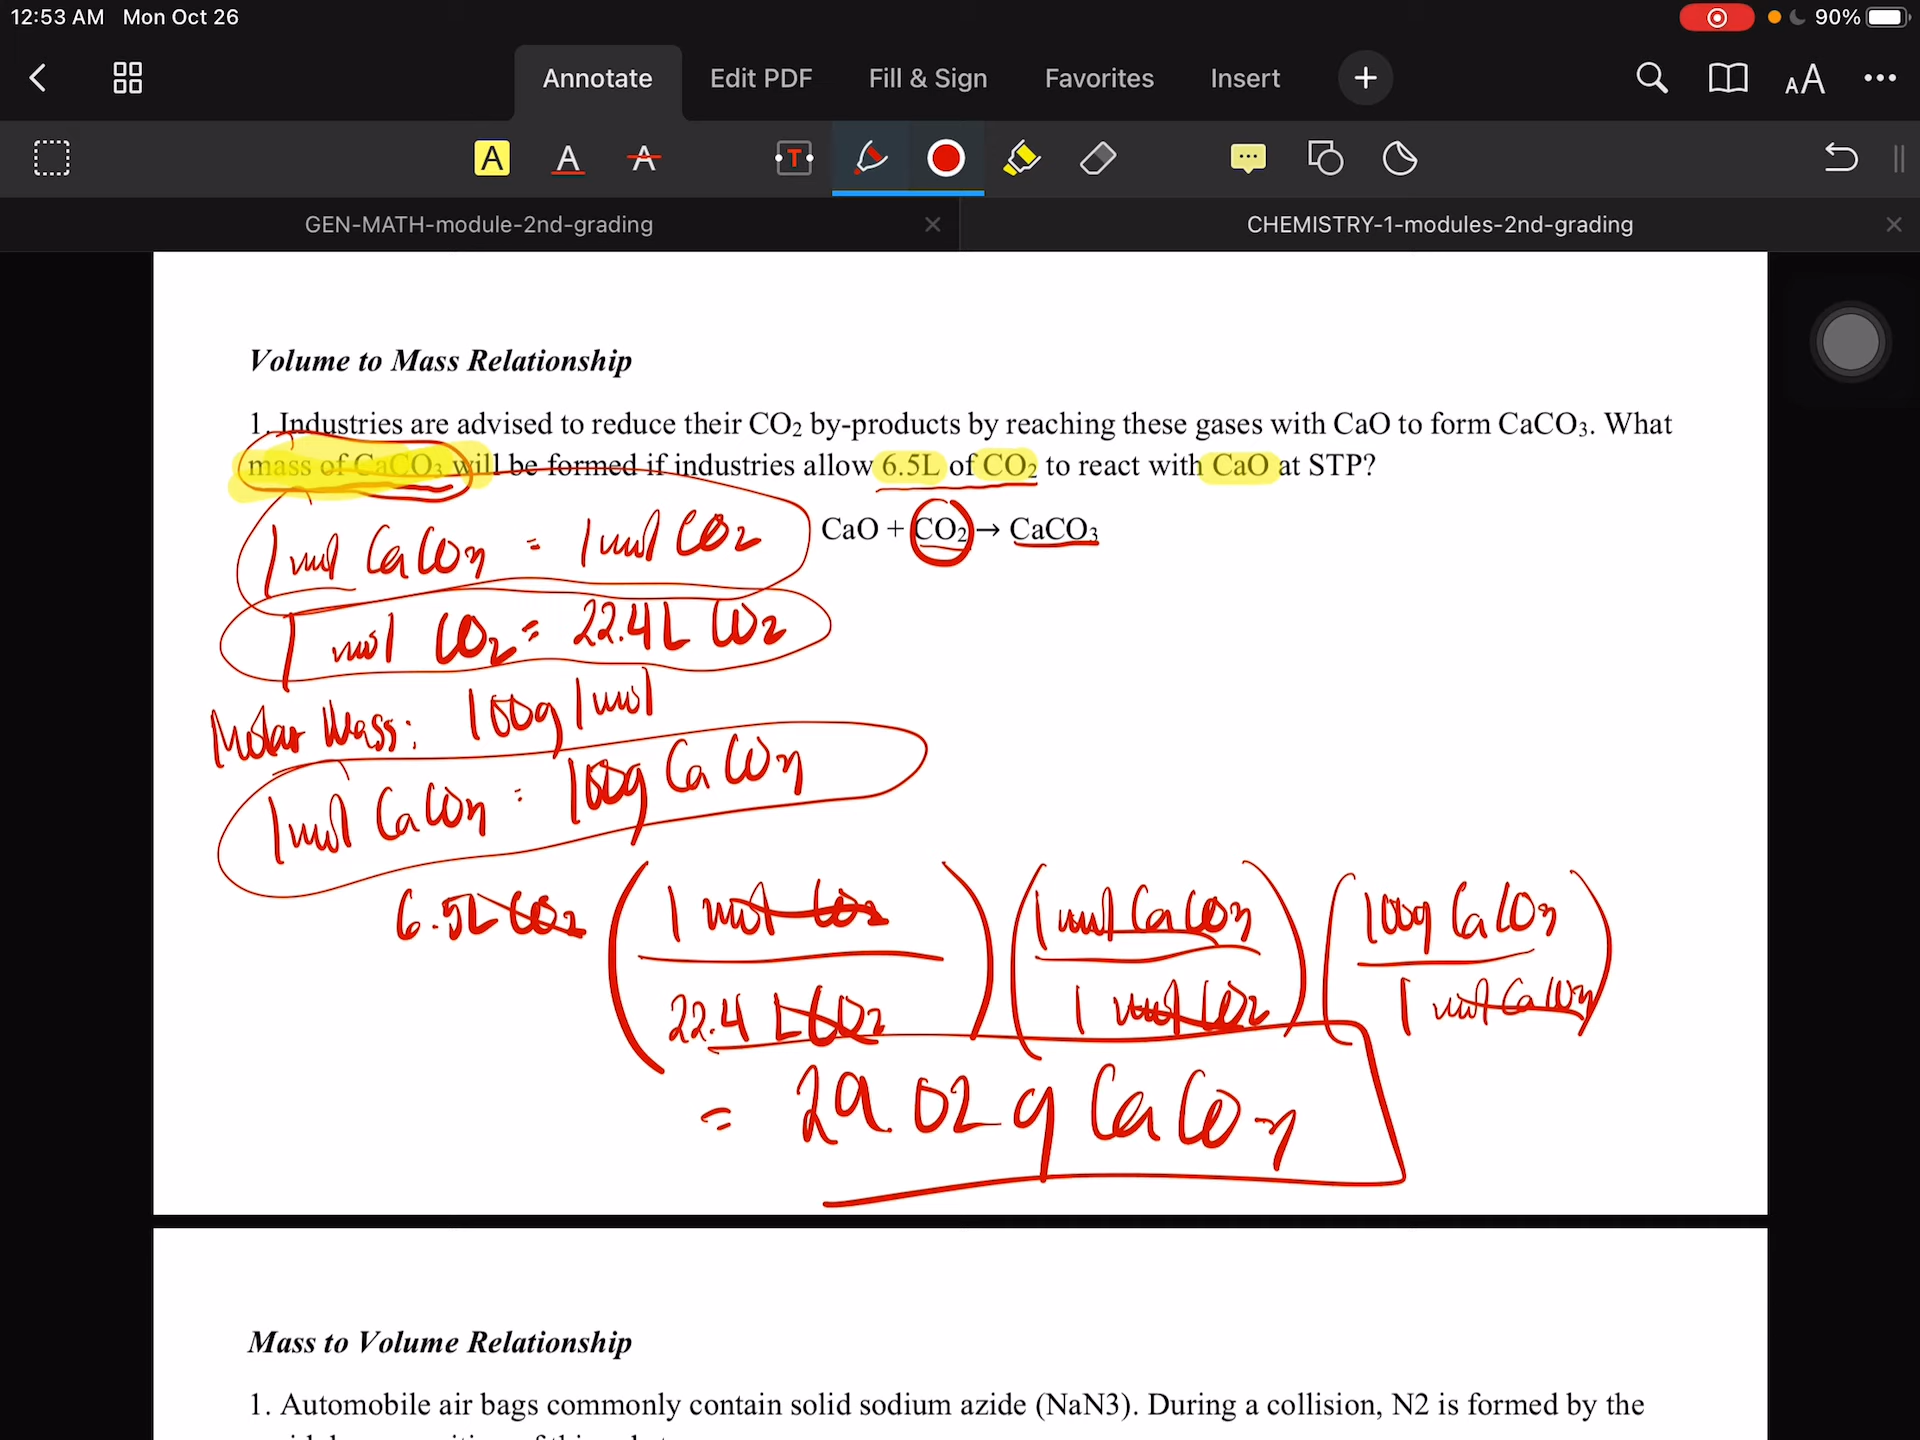 12:53 AM Mon Oct 26 90%
Annotate Edit PDF Fill & Sign Favorites Insert
A A A T AA
GEN-MATH-module-2nd-grading CHEMISTRY-1-modules-2nd-grading
Volume to Mass Relationship
1. Industries are advised to reduce their CO₂ by-products by reaching these gases with CaO to form CaCO₃. What
mass of CaCO₃ will be formed if industries allow 6.5L of CO₂ to react with CaO at STP?
CaO + CO₂ → CaCO₃
1 mol CaCO₃ = 1 mol CO₂
1 mol CO₂ = 22.4 L CO₂
Molar Mass: 100g/mol
1 mol CaCO₃ = 100g CaCO₃
6.5L CO₂ (1 mol CO₂ / 22.4 L CO₂) (1 mol CaCO₃ / 1 mol CO₂) (100g CaCO₃ / 1 mol CaCO₃)
= 29.02 g CaCO₃
Mass to Volume Relationship
1. Automobile air bags commonly contain solid sodium azide (NaN3). During a collision, N2 is formed by the